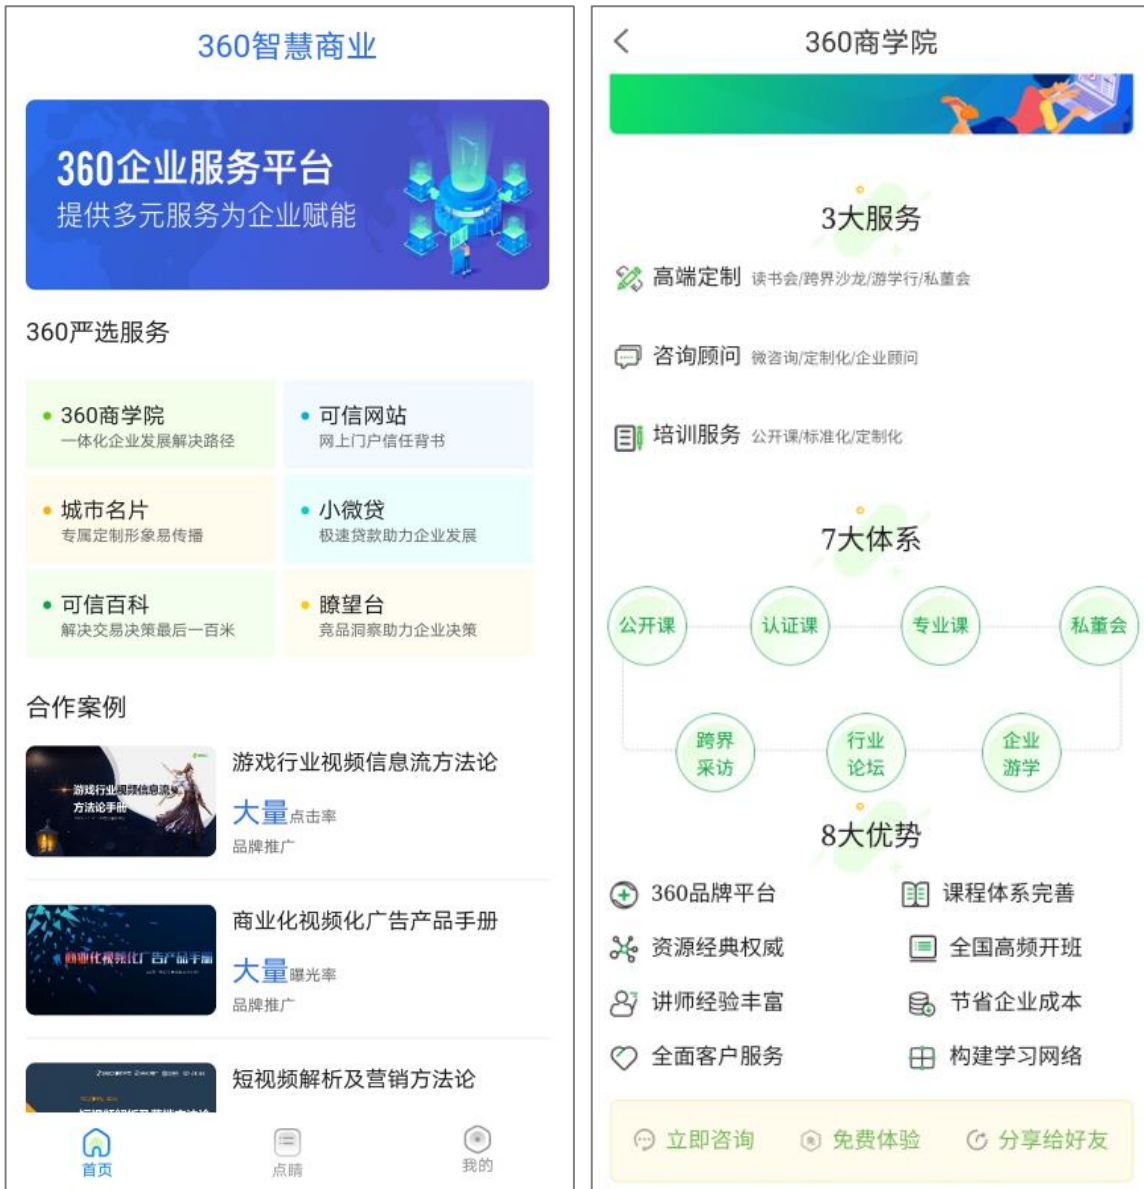 360智慧商业
360企业服务平台
提供多元服务为企业赋能
360严选服务
360商学院
一体化企业发展解决路径
可信网站
网上门户信任背书
城市名片
专属定制形象易传播
小微贷
极速贷款助力企业发展
可信百科
解决交易决策最后一百米
瞭望台
竞品洞察助力企业决策
合作案例
游戏行业视频信息流
方法论手册
游戏行业视频信息流方法论
大量点击率
品牌推广
商业化视频化广告产品手册
商业化视频化广告产品手册
大量曝光率
品牌推广
短视频解析及营销方法论
首页
点睛
我的
360商学院
3大服务
高端定制 读书会/跨界沙龙/游学行/私董会
咨询顾问 微咨询/定制化/企业顾问
培训服务 公开课/标准化/定制化
7大体系
公开课
认证课
专业课
私董会
跨界
采访
行业
论坛
企业
游学
8大优势
360品牌平台
课程体系完善
资源经典权威
全国高频开班
讲师经验丰富
节省企业成本
全面客户服务
构建学习网络
立即咨询
免费体验
分享给好友